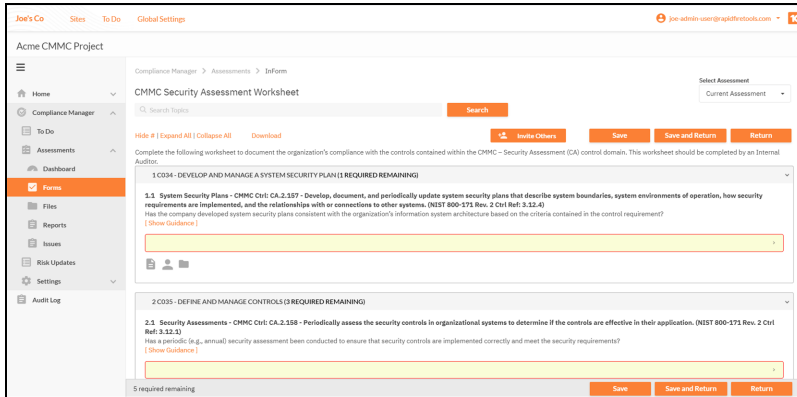 Joe's Co Sites To Do Global Settings joe-admin-user@rapidfiretools.com
Acme CMMC Project
Home
Compliance Manager
To Do
Assessments
Dashboard
Forms
Files
Reports
Issues
Risk Updates
Settings
Audit Log
Compliance Manager > Assessments > InForm
Select Assessment
CMMC Security Assessment Worksheet
Current Assessment
Search Topics Search
Hide # | Expand All | Collapse All Download Invite Others Save Save and Return Return
Complete the following worksheet to document the organization's compliance with the controls contained within the CMMC – Security Assessment (CA) control domain. This worksheet should be completed by an Internal
Auditor.
1 C034 - DEVELOP AND MANAGE A SYSTEM SECURITY PLAN (1 REQUIRED REMAINING)
1.1 System Security Plans - CMMC Ctrl: CA.2.157 - Develop, document, and periodically update system security plans that describe system boundaries, system environments of operation, how security
requirements are implemented, and the relationships with or connections to other systems. (NIST 800-171 Rev. 2 Ctrl Ref: 3.12.4)
Has the company developed system security plans consistent with the organization's information system architecture based on the criteria contained in the control requirement?
[ Show Guidance ]
2 C035 - DEFINE AND MANAGE CONTROLS (3 REQUIRED REMAINING)
2.1 Security Assessments - CMMC Ctrl: CA.2.158 - Periodically assess the security controls in organizational systems to determine if the controls are effective in their application. (NIST 800-171 Rev. 2 Ctrl
Ref: 3.12.1)
Has a periodic (e.g., annual) security assessment been conducted to ensure that security controls are implemented correctly and meet the security requirements?
[ Show Guidance ]
5 required remaining Save Save and Return Return